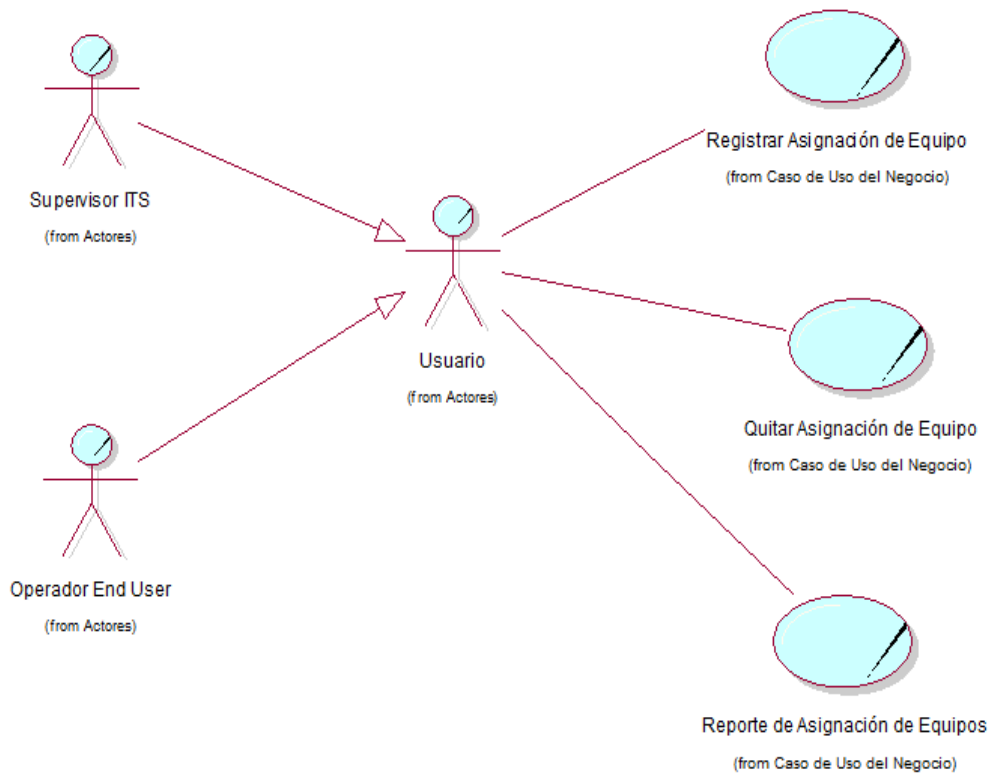 Supervisor ITS
(from Actores)
Usuario
(from Actores)
Operador End User
(from Actores)
Registrar Asignación de Equipo
(from Caso de Uso del Negocio)
Quitar Asignación de Equipo
(from Caso de Uso del Negocio)
Reporte de Asignación de Equipos
(from Caso de Uso del Negocio)